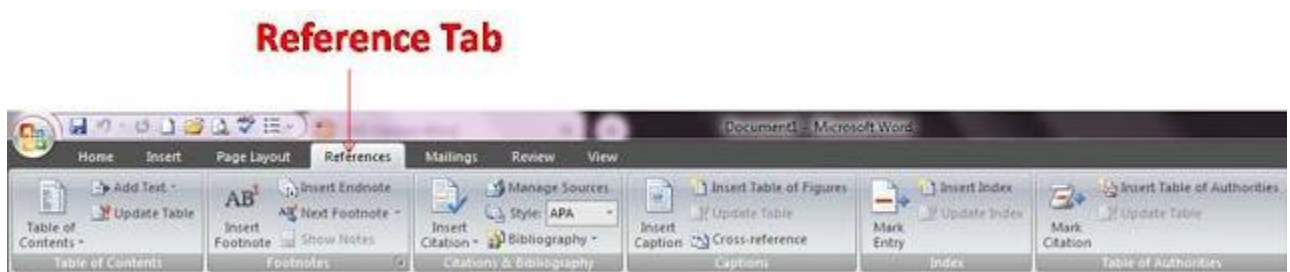 Reference Tab
Document1 - Microsoft Word
Home Insert Page Layout References Mailings Review View
Table of Contents
Add Text
Update Table
Table of Contents
AB¹
Insert Footnote
Insert Endnote
AB Next Footnote
Show Notes
Footnotes
Insert Citation
Manage Sources
Style: APA
Bibliography
Citations & Bibliography
Insert Caption
Insert Table of Figures
Update Table
Cross-reference
Captions
Mark Entry
Insert Index
Update Index
Index
Mark Citation
Insert Table of Authorities
Update Table
Table of Authorities